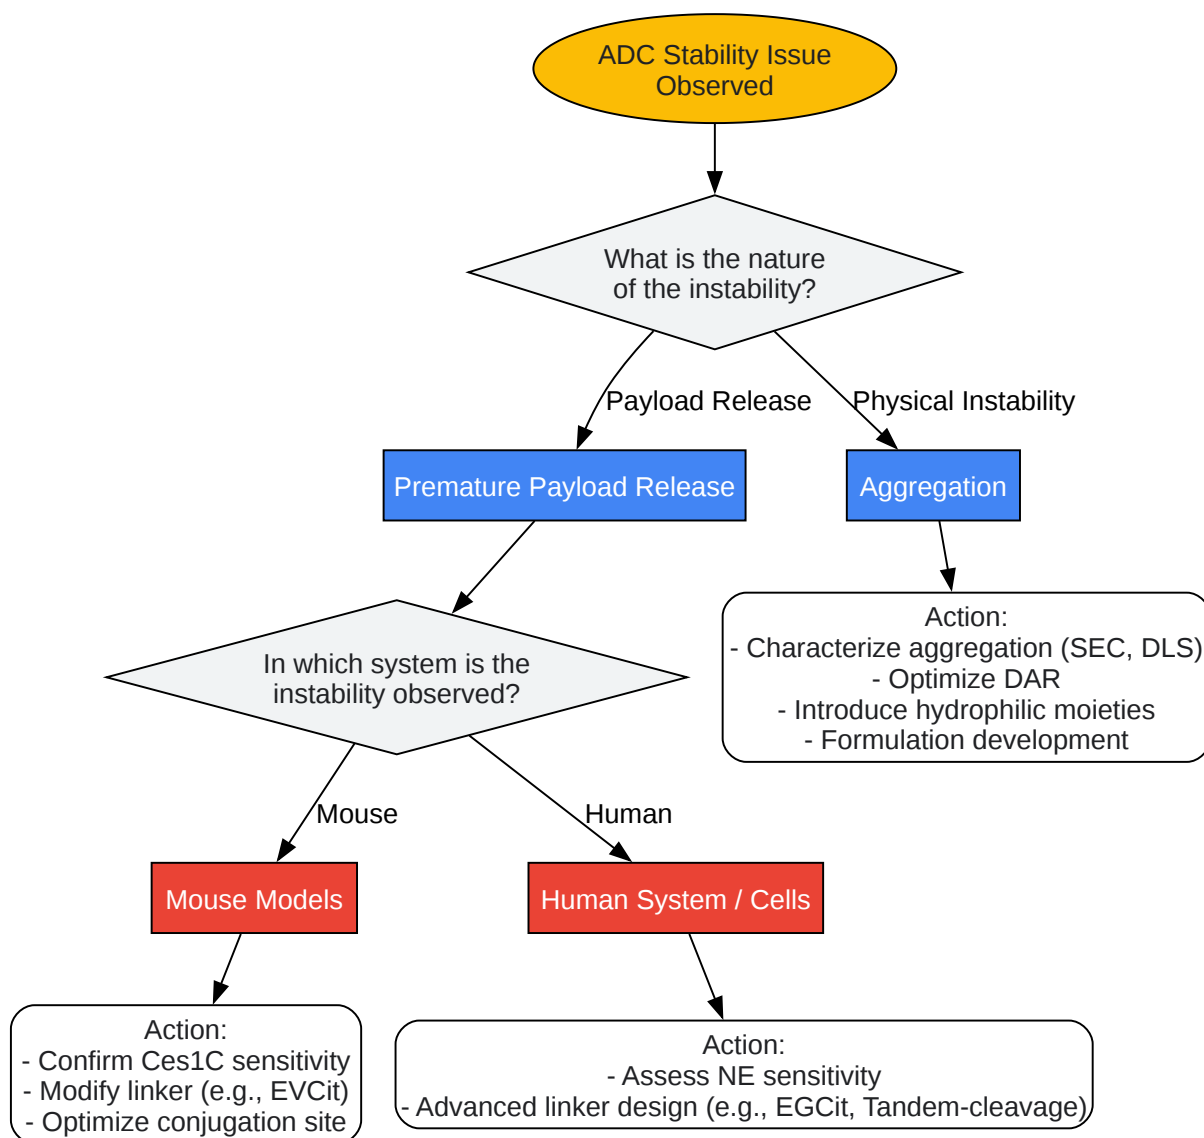 ADC Stability Issue
Observed
What is the nature
of the instability?
Payload Release
Physical Instability
Premature Payload Release
Aggregation
In which system is the
instability observed?
Action:
- Characterize aggregation (SEC, DLS)
- Optimize DAR
- Introduce hydrophilic moieties
- Formulation development
Mouse
Human
Mouse Models
Human System / Cells
Action:
- Confirm Ces1C sensitivity
- Modify linker (e.g., EVCit)
- Optimize conjugation site
Action:
- Assess NE sensitivity
- Advanced linker design (e.g., EGCit, Tandem-cleavage)